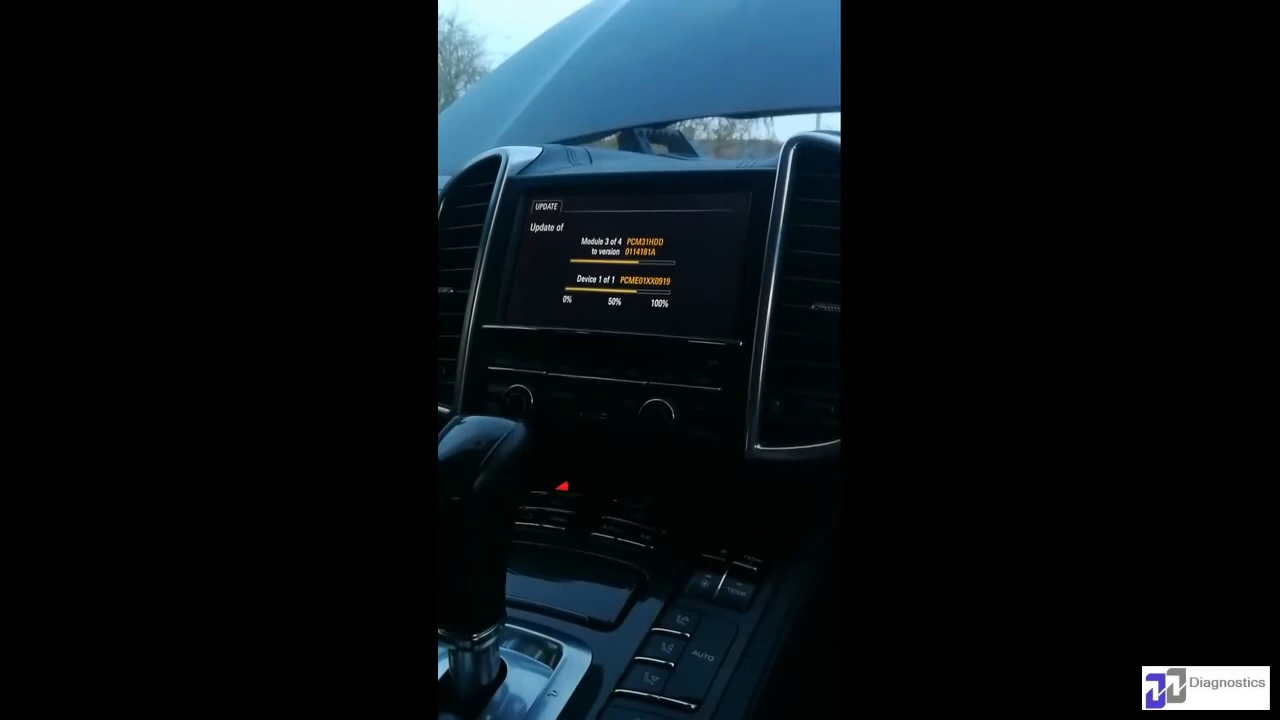 UPDATE
Update of
Module 3 of 4 PCM31HDD
to version 0114181A
Device 1 of 1 PCME01XX0919
0% 50% 100%
TEMP
AUTO
P
Diagnostics